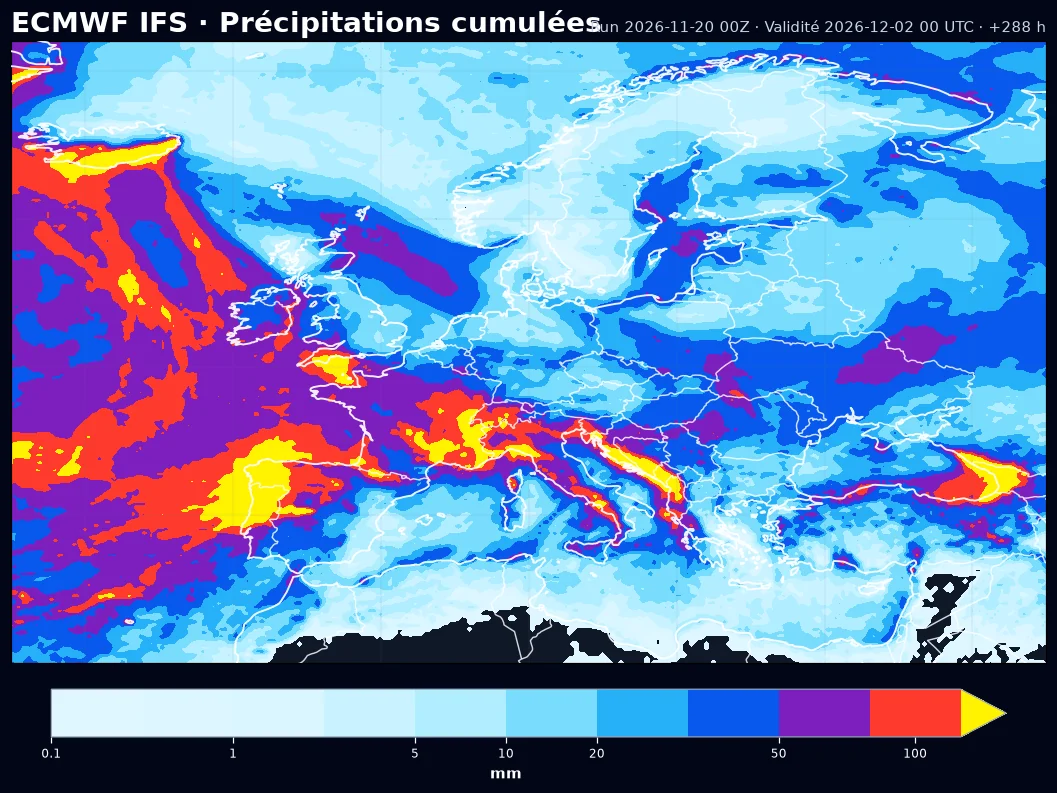 ECMWF IFS · Précipitations cumulées
Run 2026-11-20 00Z · Validité 2026-12-02 00 UTC · +288 h
0.1 1 5 10 20 50 100
mm